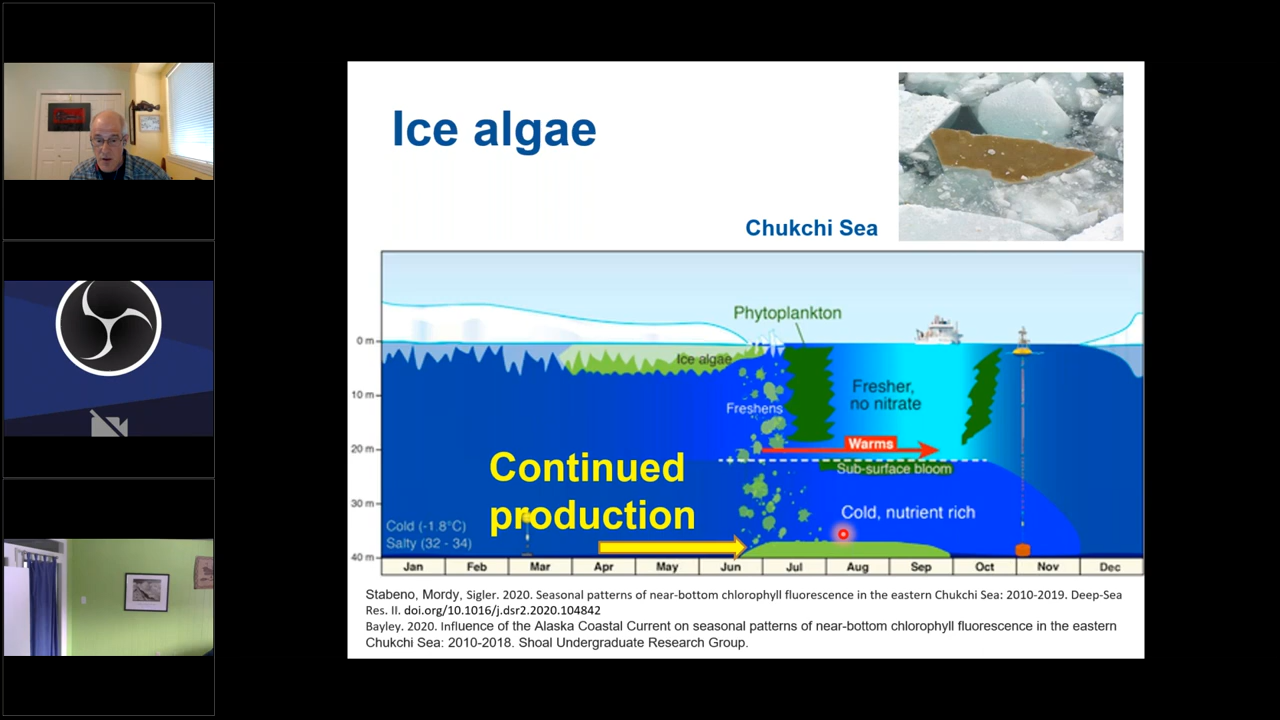 Ice algae
Chukchi Sea
Phytoplankton
0 m
Ice algae
10 m
Freshens
Fresher,
no nitrate
20 m
Warms
Sub-surface bloom
Continued
production
30 m
Cold, nutrient rich
Cold (-1.8°C)
Salty (32 - 34)
40 m
Jan Feb Mar Apr May Jun Jul Aug Sep Oct Nov Dec
Stabeno, Mordy, Sigler. 2020. Seasonal patterns of near-bottom chlorophyll fluorescence in the eastern Chukchi Sea: 2010-2019. Deep-Sea
Res. II. doi.org/10.1016/j.dsr2.2020.104842
Bayley. 2020. Influence of the Alaska Coastal Current on seasonal patterns of near-bottom chlorophyll fluorescence in the eastern
Chukchi Sea: 2010-2018. Shoal Undergraduate Research Group.